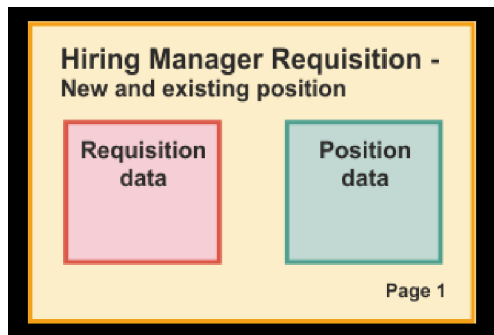 Hiring Manager Requisition -
New and existing position
Requisition
data
Position
data
Page 1